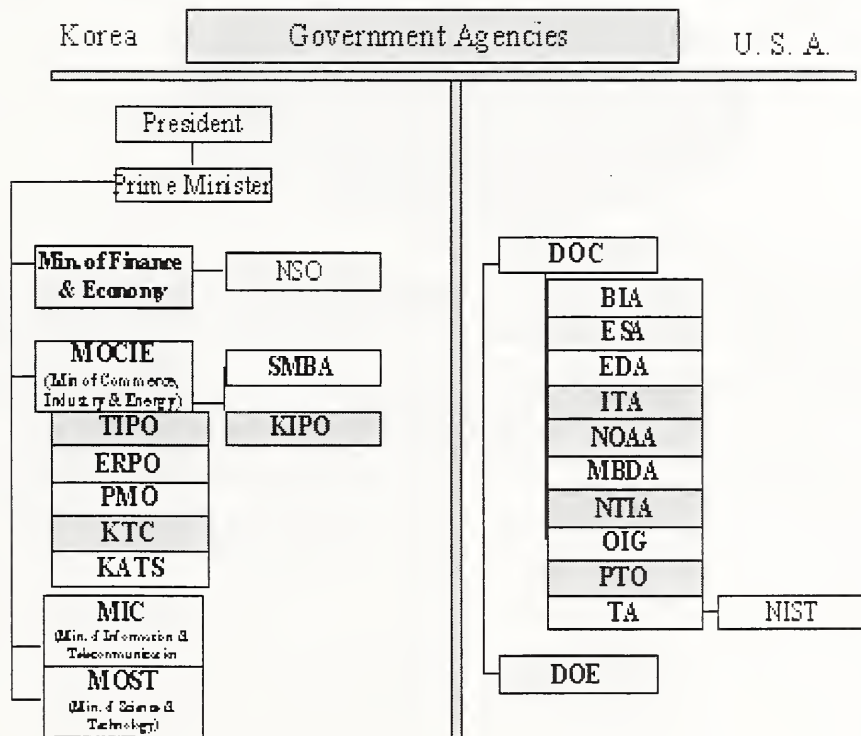 Korea
Government Agencies
U. S. A.
President
Prime Minister
Min. of Finance
& Economy
NSO
MOCIE
(Min of Commerce,
Industry & Energy)
SMBA
TIPO
KIPO
ERPO
PMO
KTC
KATS
MIC
(Min. of Information &
Telecommunication
MOST
(Min. of Science &
Technology)
DOC
BIA
ESA
EDA
ITA
NOAA
MBDA
NTIA
OIG
PTO
TA
NIST
DOE